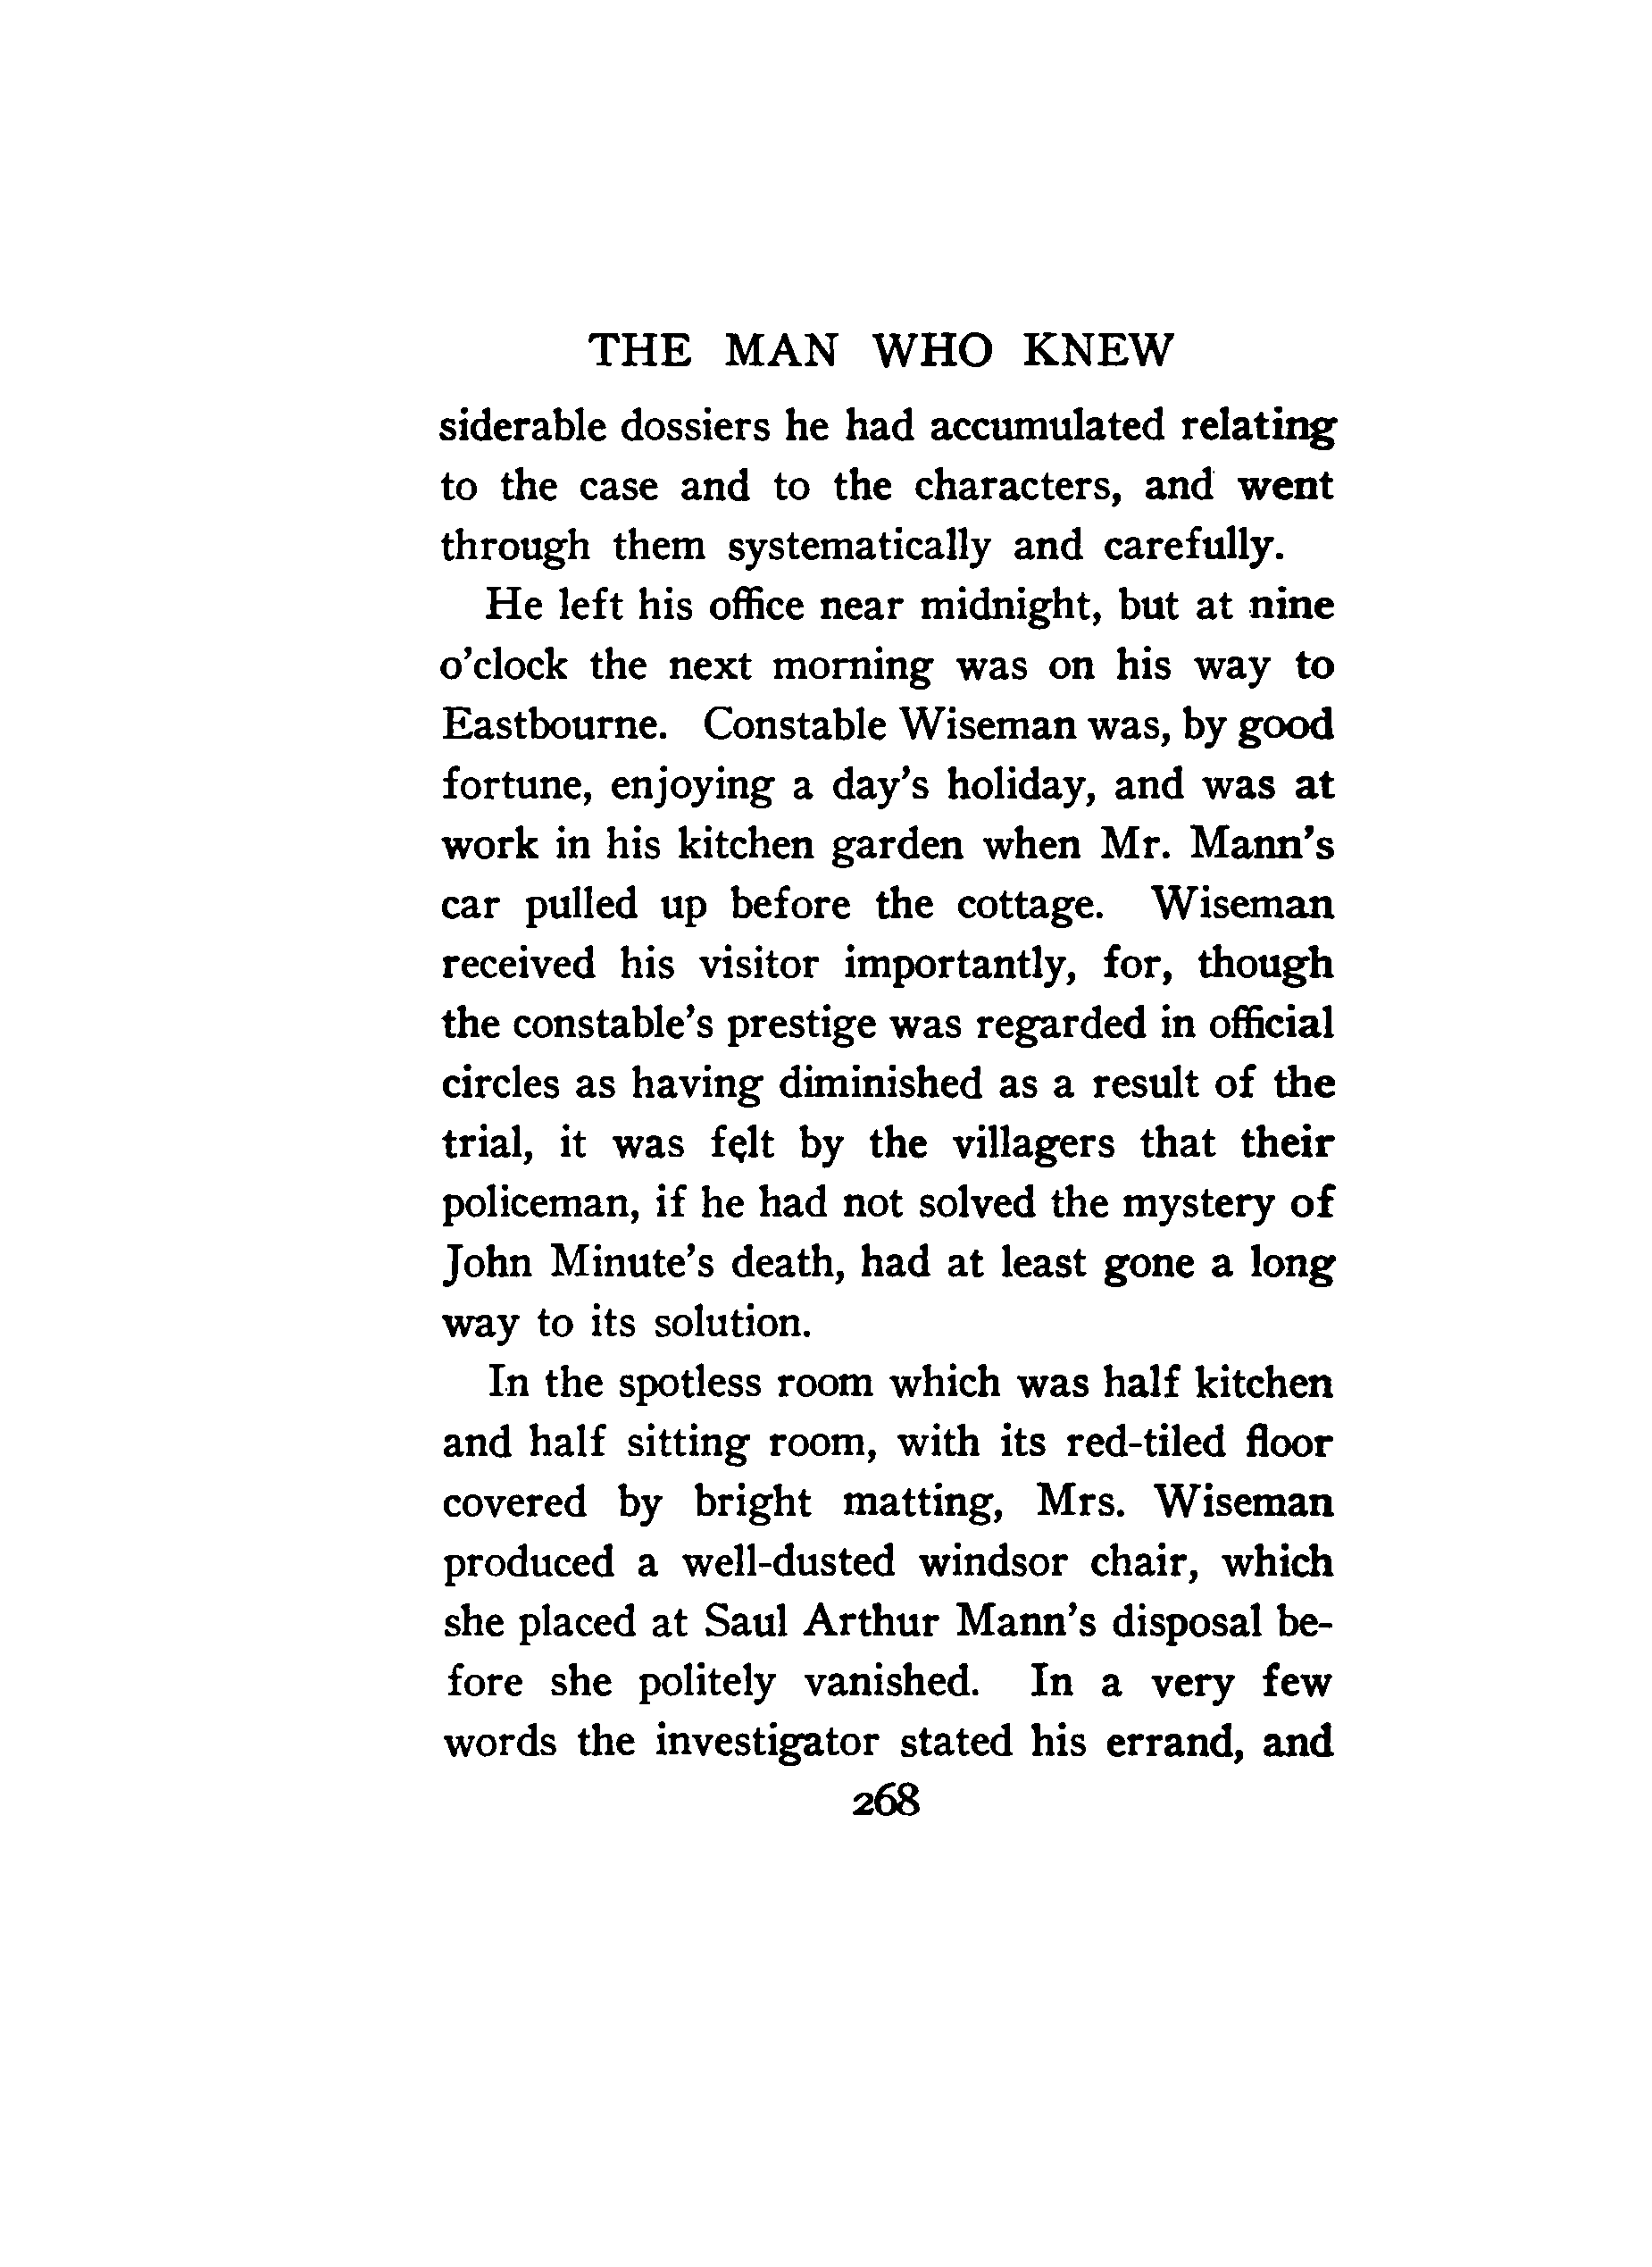 THE MAN WHO KNEW
siderable dossiers he had accumulated relating
to the case and to the characters, and went
through them systematically and carefully.
He left his office near midnight, but at nine
o'clock the next morning was on his way to
Eastbourne. Constable Wiseman was, by good
fortune, enjoying a day's holiday, and was at
work in his kitchen garden when Mr. Mann's
car pulled up before the cottage. Wiseman
received his visitor importantly, for, though
the constable's prestige was regarded in official
circles as having diminished as a result of the
trial, it was felt by the villagers that their
policeman, if he had not solved the mystery of
John Minute's death, had at least gone a long
way to its solution.
In the spotless room which was half kitchen
and half sitting room, with its red-tiled floor
covered by bright matting, Mrs. Wiseman
produced a well-dusted windsor chair, which
she placed at Saul Arthur Mann's disposal be-
fore she politely vanished. In a very few
words the investigator stated his errand, and
268